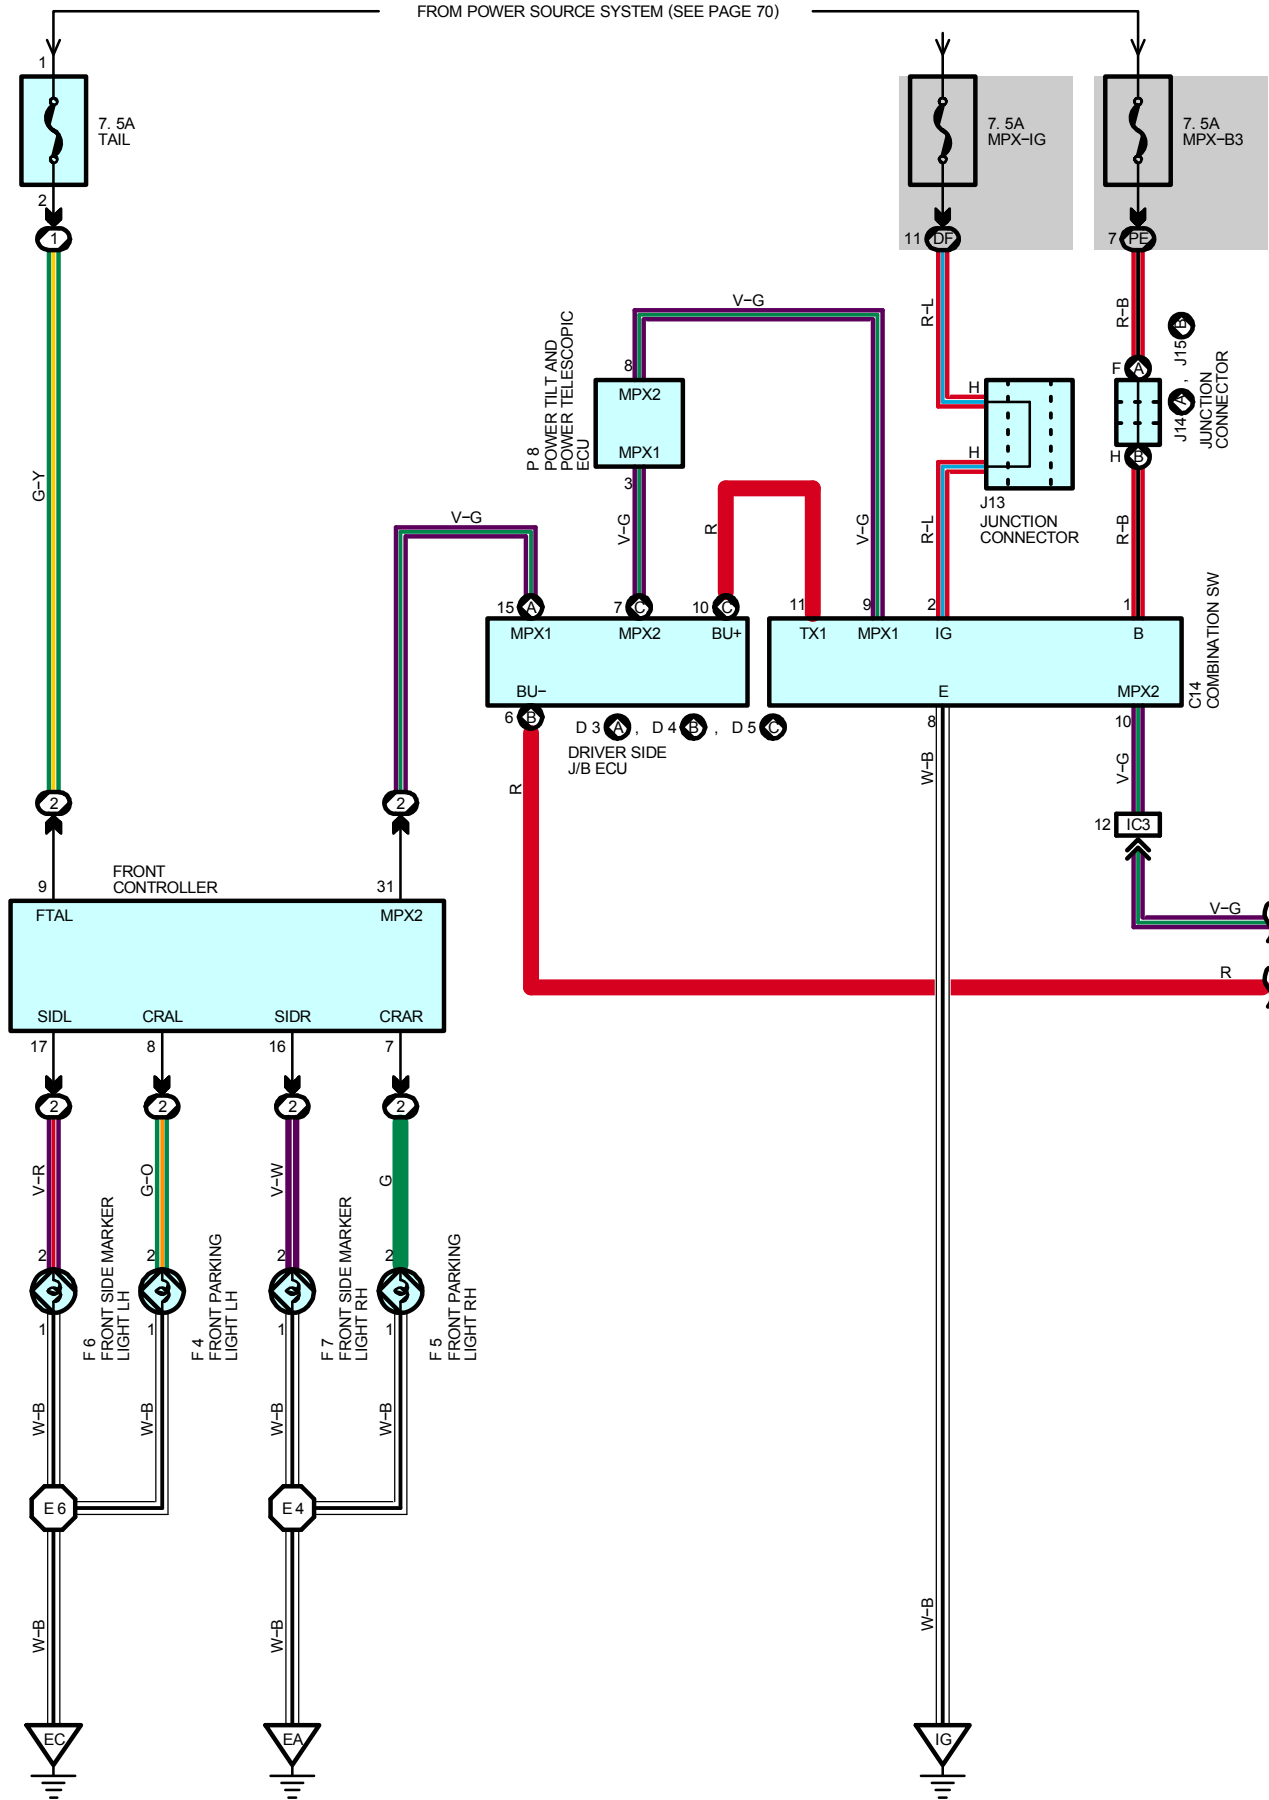 FROM POWER SOURCE SYSTEM (SEE PAGE 70)
1
7. 5A
TAIL
2
1
7. 5A
MPX-IG
11 DF
7. 5A
MPX-B3
7 PE
G-Y
V-G
R-L
R-B
J14 A , J15 B
JUNCTION
CONNECTOR
F A
H B
P 8
POWER TILT AND
POWER TELESCOPIC
ECU
8
MPX2
MPX1
3
H
H
J13
JUNCTION
CONNECTOR
V-G
V-G
R
V-G
R-L
R-B
15 A
7 C
10 C
11
9
2
1
MPX1
MPX2
BU+
BU-
TX1
MPX1
IG
B
E
MPX2
C14
COMBINATION SW
6 B
D 3 A , D 4 B , D 5 C
DRIVER SIDE
J/B ECU
8
10
R
W-B
V-G
2
2
12 IC3
9
FRONT
CONTROLLER
31
FTAL
MPX2
V-G
R
SIDL
CRAL
SIDR
CRAR
17
8
16
7
2
2
2
2
V-R
G-O
V-W
G
2
2
2
2
F 6
FRONT SIDE MARKER
LIGHT LH
F 4
FRONT PARKING
LIGHT LH
F 7
FRONT SIDE MARKER
LIGHT RH
F 5
FRONT PARKING
LIGHT RH
1
1
1
1
W-B
W-B
W-B
W-B
E 6
E 4
W-B
W-B
W-B
EC
EA
IG